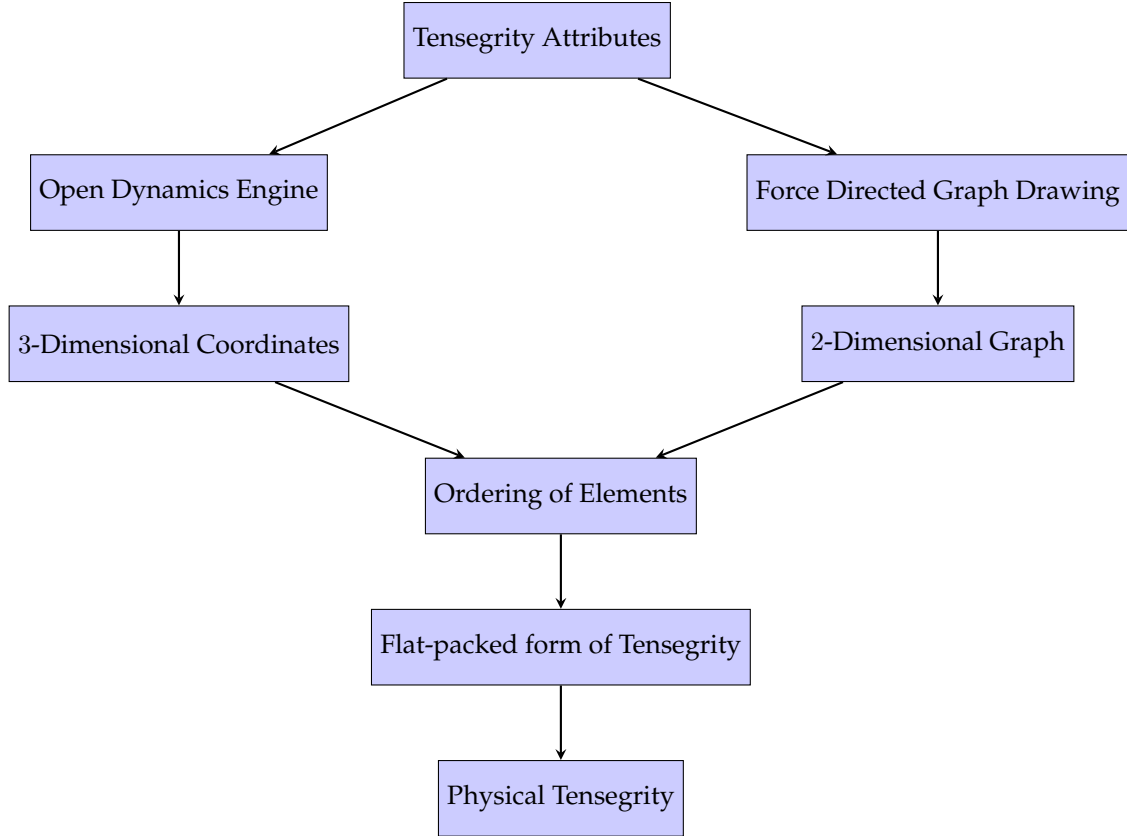 Tensegrity Attributes
Open Dynamics Engine
Force Directed Graph Drawing
3-Dimensional Coordinates
2-Dimensional Graph
Ordering of Elements
Flat-packed form of Tensegrity
Physical Tensegrity